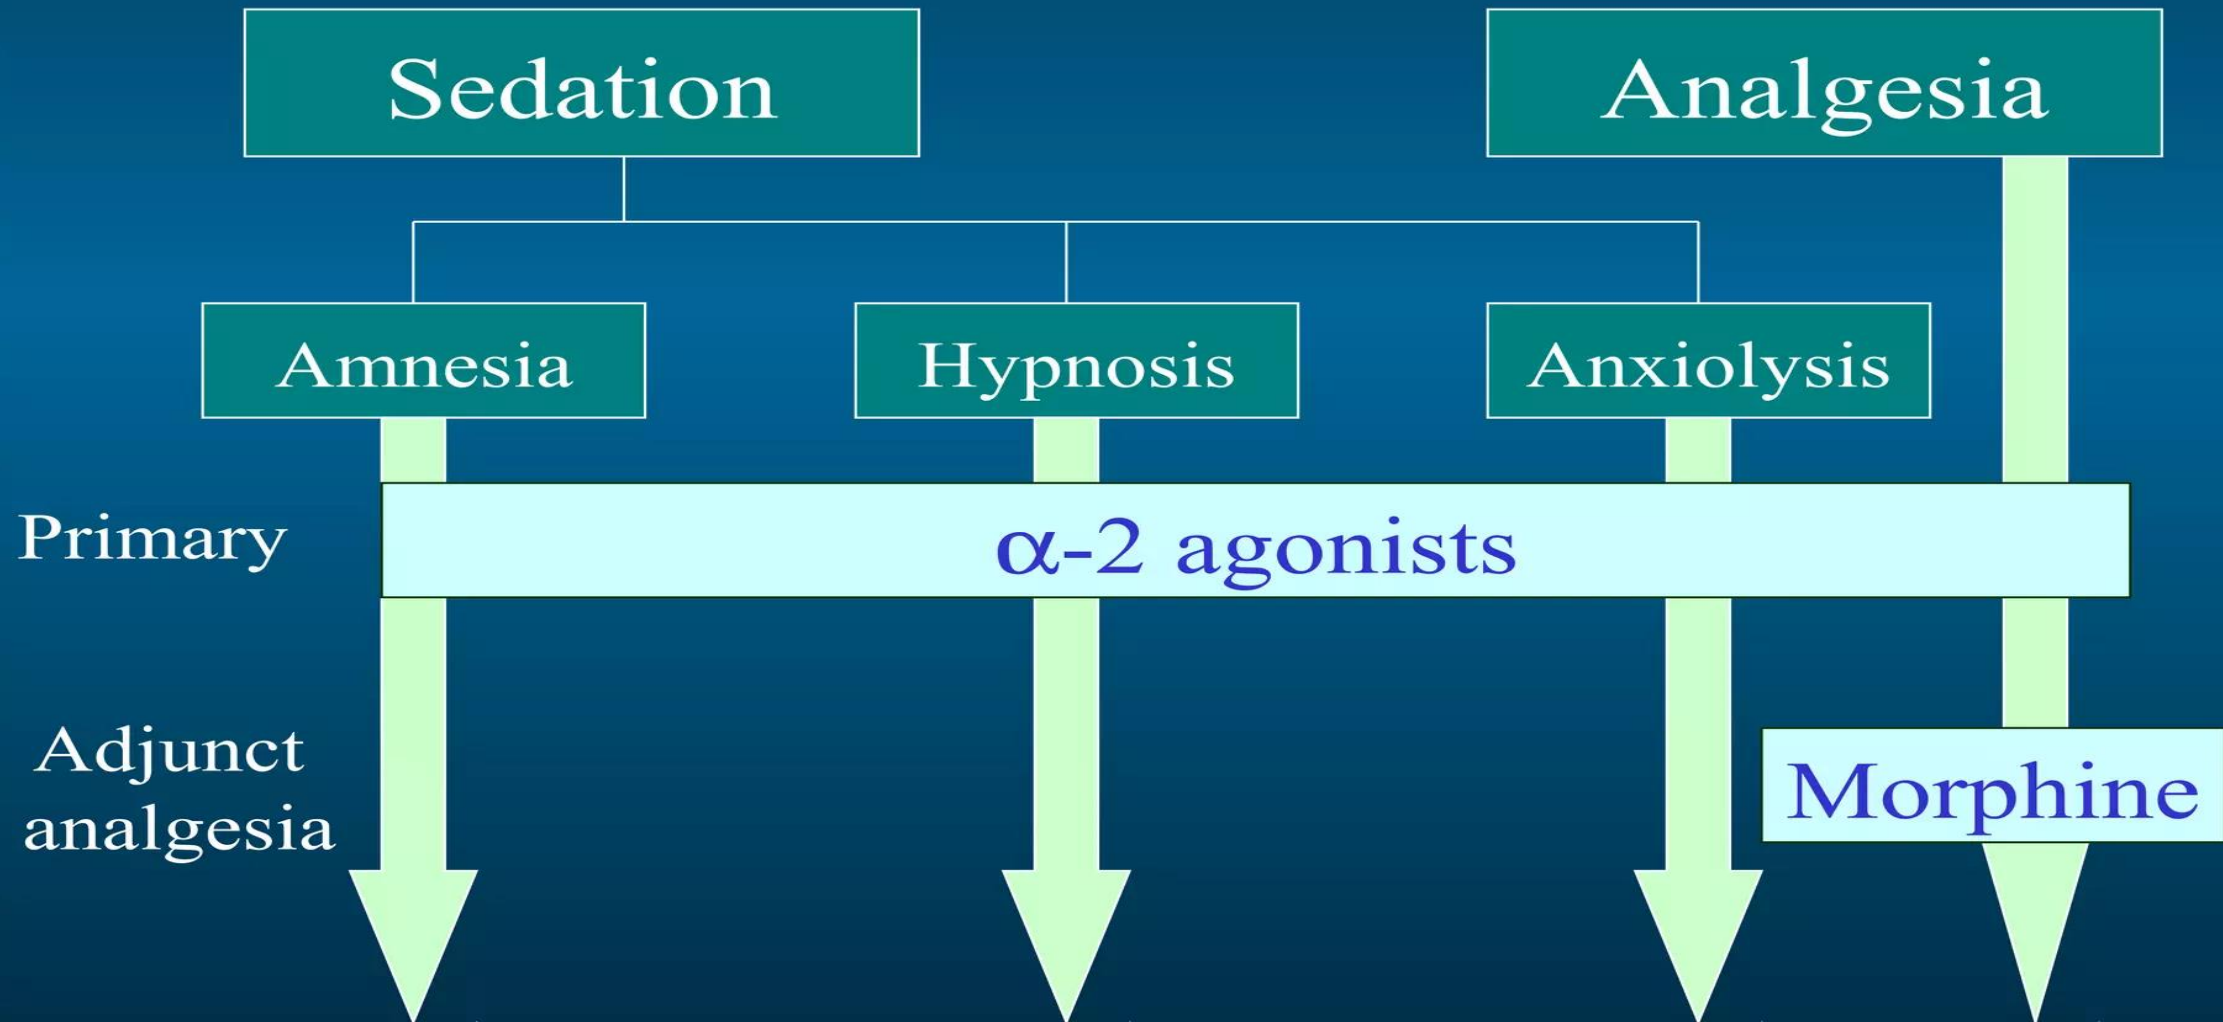 Sedation
Analgesia
Amnesia
Hypnosis
Anxiolysis
Primary
α-2 agonists
Adjunct
analgesia
Morphine